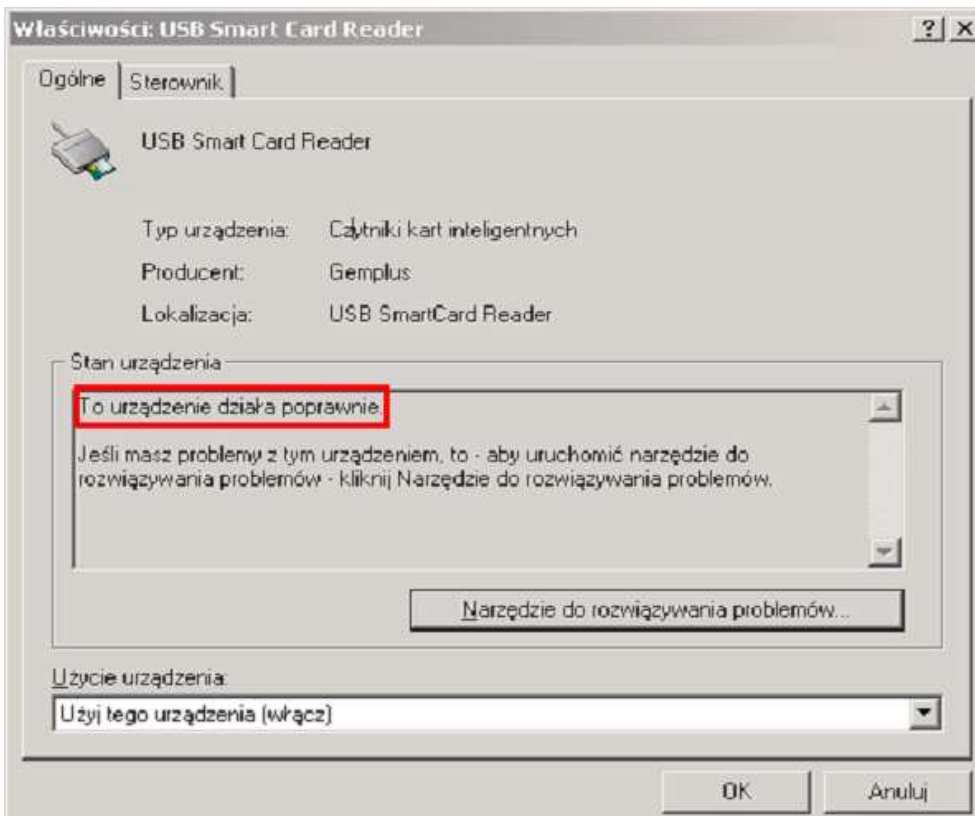 Właściwości: USB Smart Card Reader
Ogólne
Sterownik
USB Smart Card Reader
Typ urządzenia: Czytniki kart inteligentnych
Producent: Gemplus
Lokalizacja: USB SmartCard Reader
Stan urządzenia
To urządzenie działa poprawnie.
Jeśli masz problemy z tym urządzeniem, to - aby uruchomić narzędzie do
rozwiązywania problemów - kliknij Narzędzie do rozwiązywania problemów.
Narzędzie do rozwiązywania problemów...
Użycie urządzenia:
Użyj tego urządzenia (włącz)
OK
Anuluj